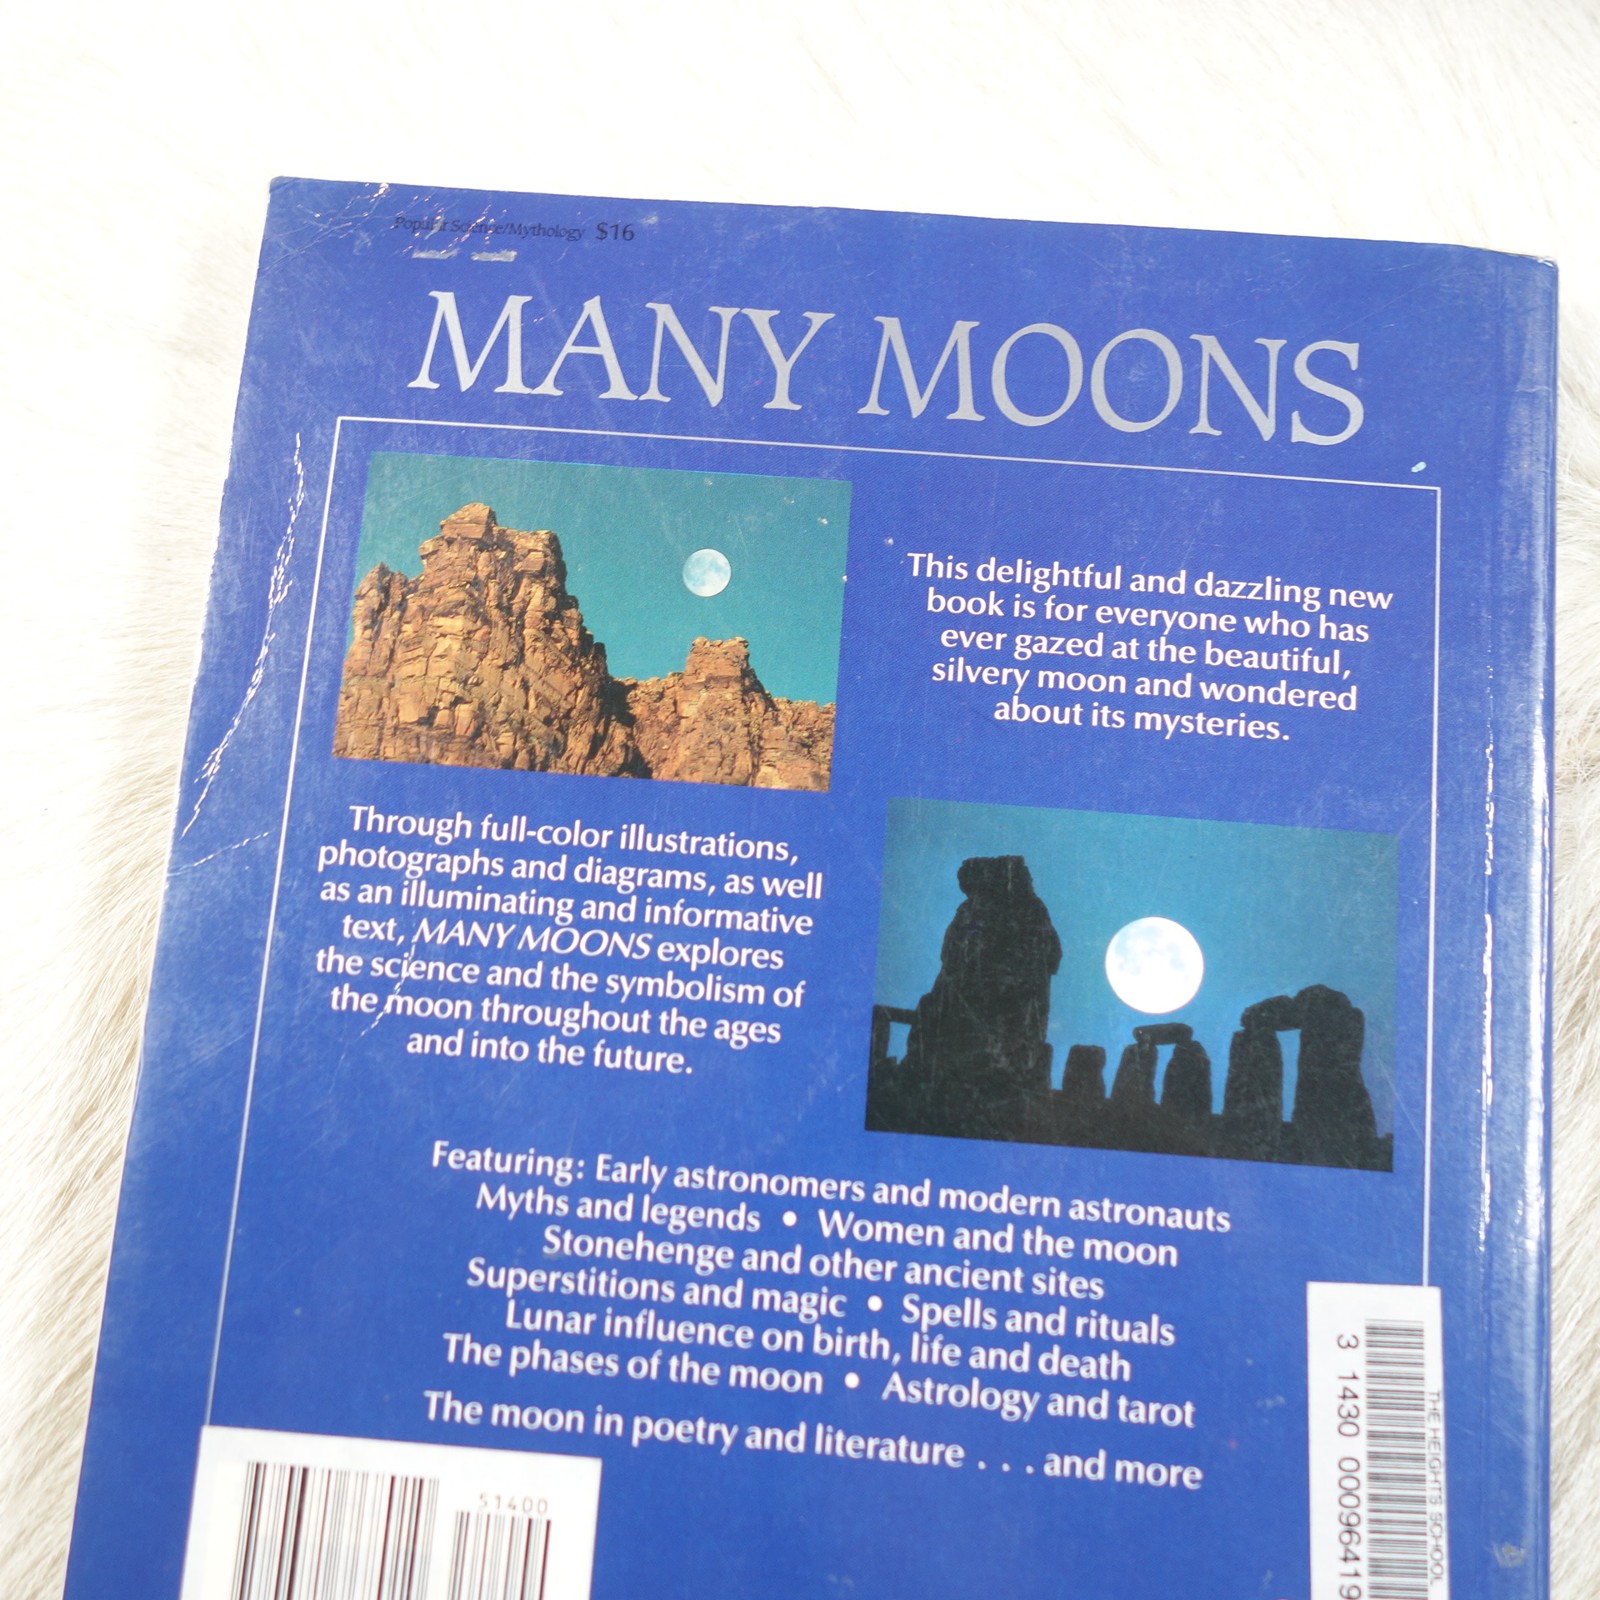 Popular Science/Mythology $16
MANY MOONS
This delightful and dazzling new
book is for everyone who has
ever gazed at the beautiful,
silvery moon and wondered
about its mysteries.
Through full-color illustrations,
photographs and diagrams, as well
as an illuminating and informative
text, MANY MOONS explores
the science and the symbolism of
the moon throughout the ages
and into the future.
Featuring: Early astronomers and modern astronauts
Myths and legends • Women and the moon
Stonehenge and other ancient sites
Superstitions and magic • Spells and rituals
Lunar influence on birth, life and death
The phases of the moon • Astrology and tarot
The moon in poetry and literature . . . and more
51400
THE HEIGHTS SCHOOL
3 1430 00096419